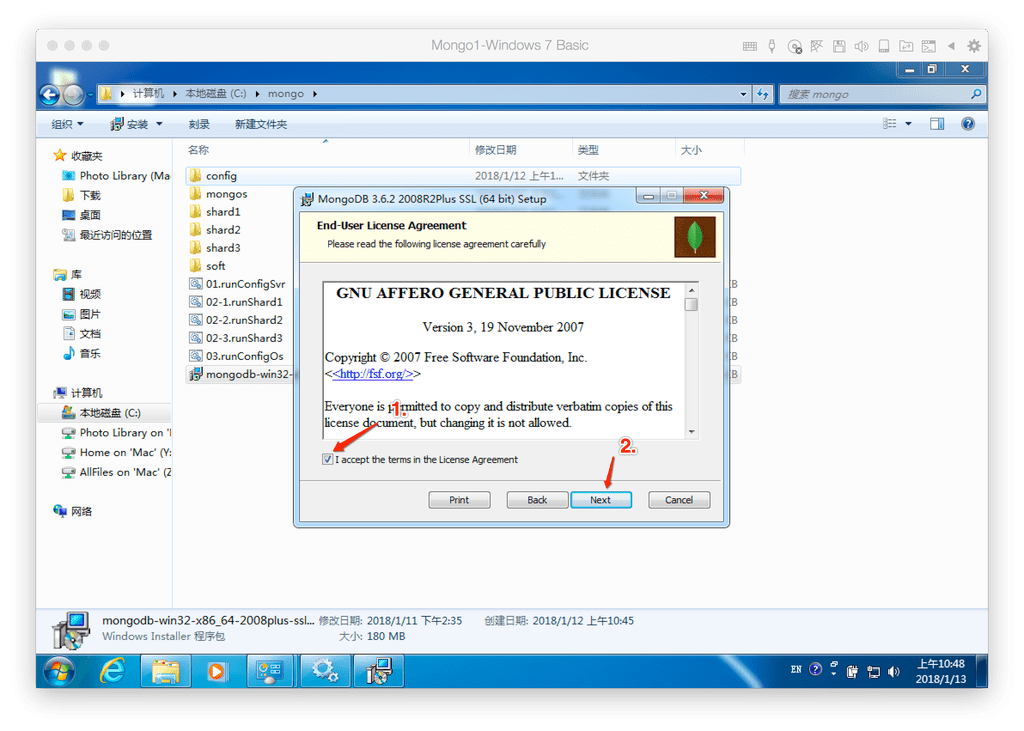 Mongo1-Windows 7 Basic
计算机 本地磁盘 (C:) mongo
搜索 mongo
组织 安装 刻录 新建文件夹
名称 修改日期 类型 大小
收藏夹
Photo Library (Ma
下载
桌面
最近访问的位置
库
视频
图片
文档
音乐
计算机
本地磁盘 (C:)
Photo Library on '
Home on 'Mac' (Y:
AllFiles on 'Mac' (Z
网络
config 2018/1/12 上午1... 文件夹
mongos
shard1
shard2
shard3
soft
01.runConfigSvr
02-1.runShard1
02-2.runShard2
02-3.runShard3
03.runConfigOs
mongodb-win32-
MongoDB 3.6.2 2008R2Plus SSL (64 bit) Setup
End-User License Agreement
Please read the following license agreement carefully
GNU AFFERO GENERAL PUBLIC LICENSE
Version 3, 19 November 2007
Copyright © 2007 Free Software Foundation, Inc.
<<http://fsf.org/>>
Everyone is permitted to copy and distribute verbatim copies of this
license document, but changing it is not allowed.
1.
I accept the terms in the License Agreement
2.
Print Back Next Cancel
mongodb-win32-x86_64-2008plus-ssl... 修改日期: 2018/1/11 下午2:35 创建日期: 2018/1/12 上午10:45
Windows Installer 程序包 大小: 180 MB
EN
上午10:48
2018/1/13